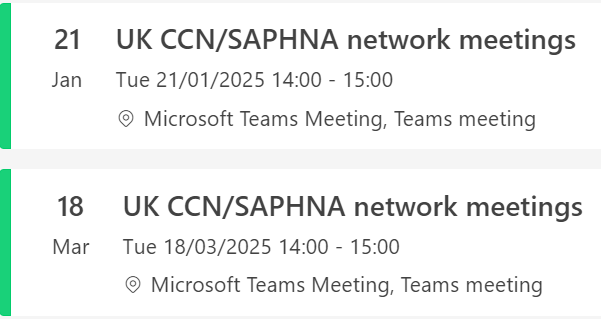 21 UK CCN/SAPHNA network meetings
Jan Tue 21/01/2025 14:00 - 15:00
Microsoft Teams Meeting, Teams meeting
18 UK CCN/SAPHNA network meetings
Mar Tue 18/03/2025 14:00 - 15:00
Microsoft Teams Meeting, Teams meeting